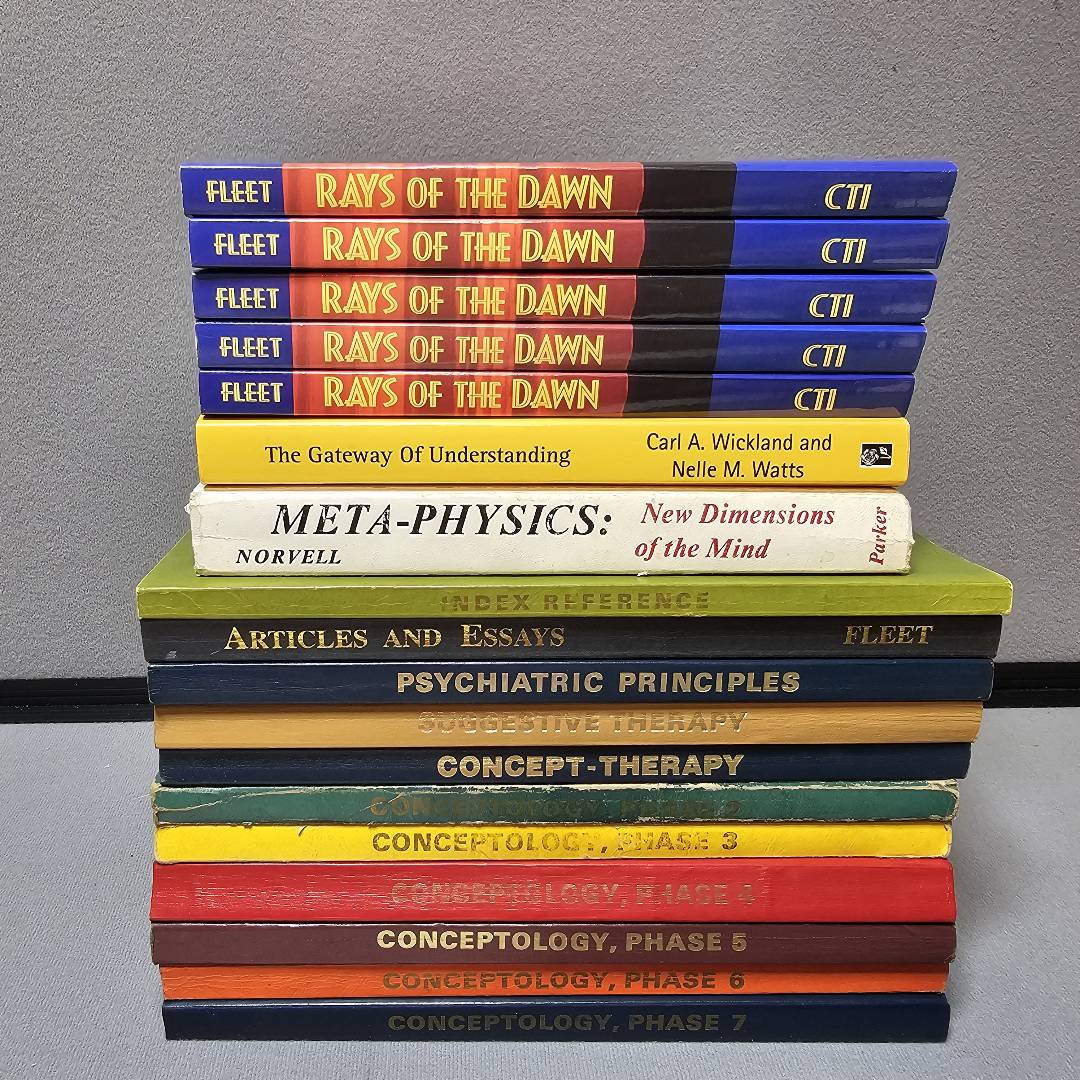 FLEET RAYS OF THE DAWN CTI
FLEET RAYS OF THE DAWN CTI
FLEET RAYS OF THE DAWN CTI
FLEET RAYS OF THE DAWN CTI
FLEET RAYS OF THE DAWN CTI
The Gateway Of Understanding
Carl A. Wickland and
Nelle M. Watts
META-PHYSICS:
NORVELL
New Dimensions
of the Mind
Parker
INDEX REFERENCE
ARTICLES AND ESSAYS FLEET
PSYCHIATRIC PRINCIPLES
SUGGESTIVE THERAPY
CONCEPT-THERAPY
CONCEPTOLOGY, PHASE 2
CONCEPTOLOGY, PHASE 3
CONCEPTOLOGY, PHASE 4
CONCEPTOLOGY, PHASE 5
CONCEPTOLOGY, PHASE 6
CONCEPTOLOGY, PHASE 7